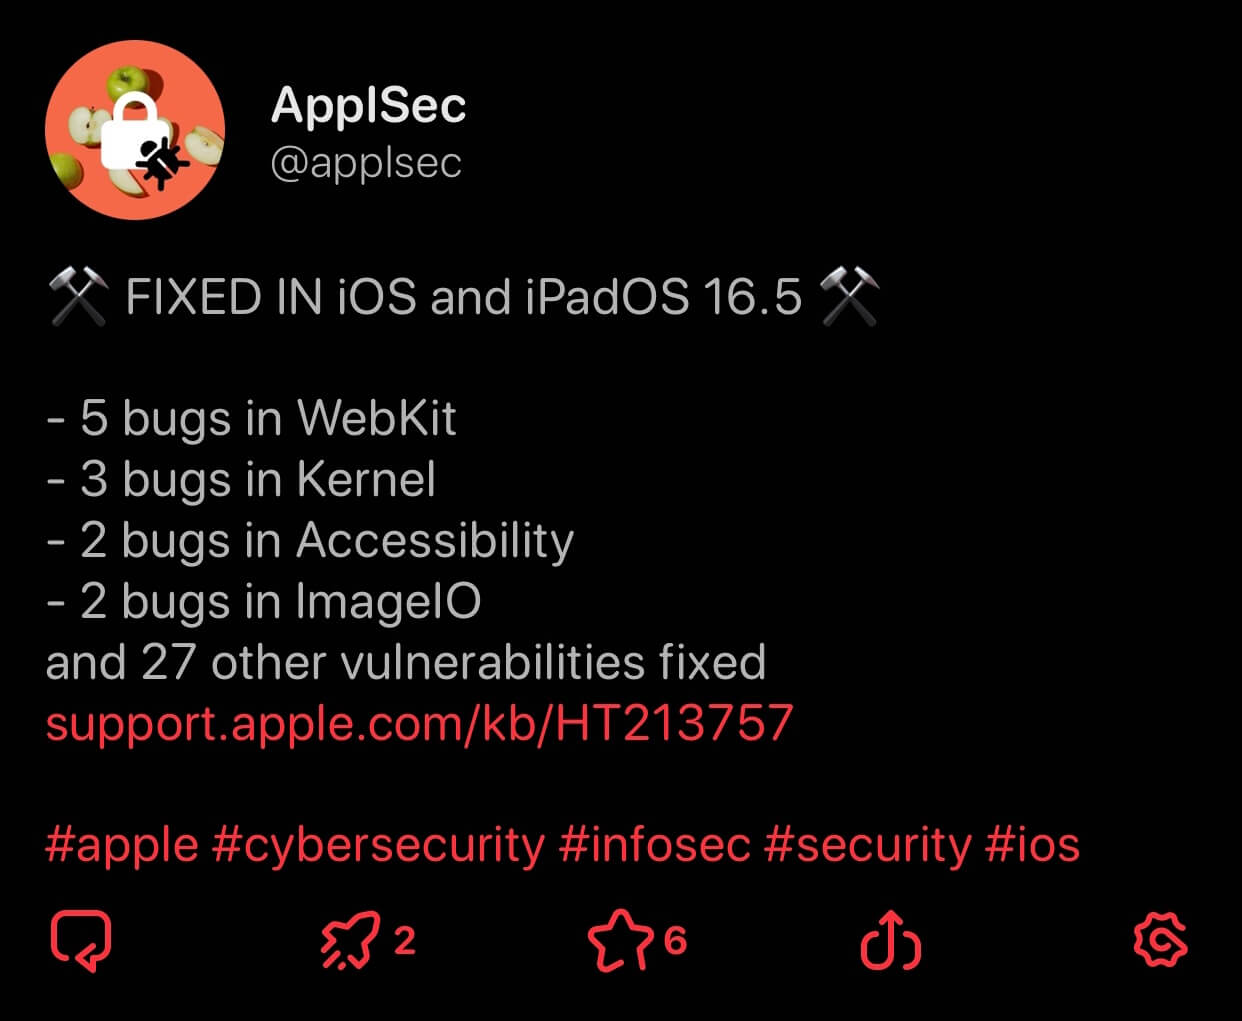 ApplSec
@applsec
⚒ FIXED IN iOS and iPadOS 16.5 ⚒
- 5 bugs in WebKit
- 3 bugs in Kernel
- 2 bugs in Accessibility
- 2 bugs in ImageIO
and 27 other vulnerabilities fixed
support.apple.com/kb/HT213757
#apple #cybersecurity #infosec #security #ios
2 6